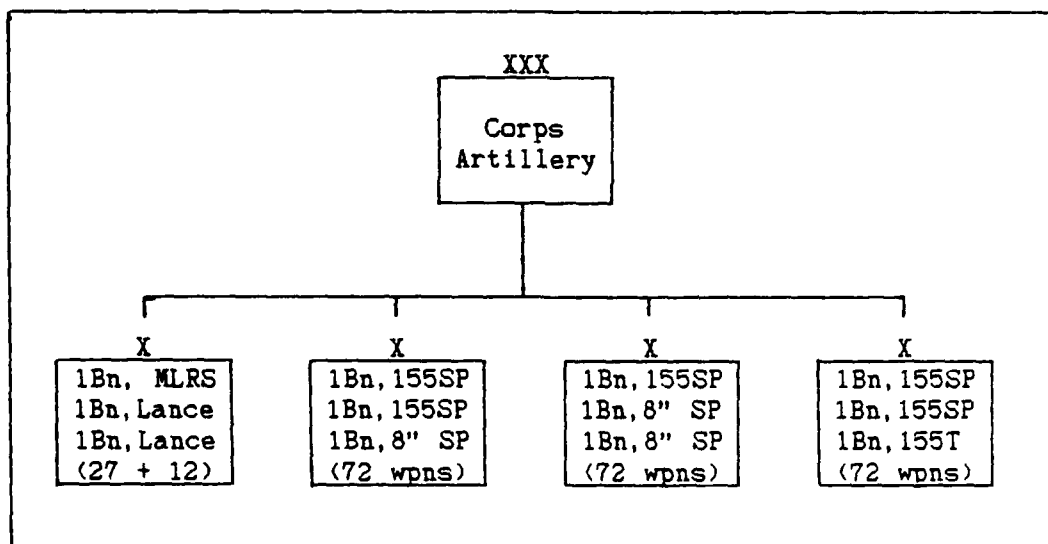 XXX
Corps
Artillery
X
1Bn, MLRS
1Bn,Lance
1Bn,Lance
(27 + 12)
X
1Bn,155SP
1Bn,155SP
1Bn,8" SP
(72 wpns)
X
1Bn,155SP
1Bn,8" SP
1Bn,8" SP
(72 wpns)
X
1Bn,155SP
1Bn,155SP
1Bn,155T
(72 wpns)